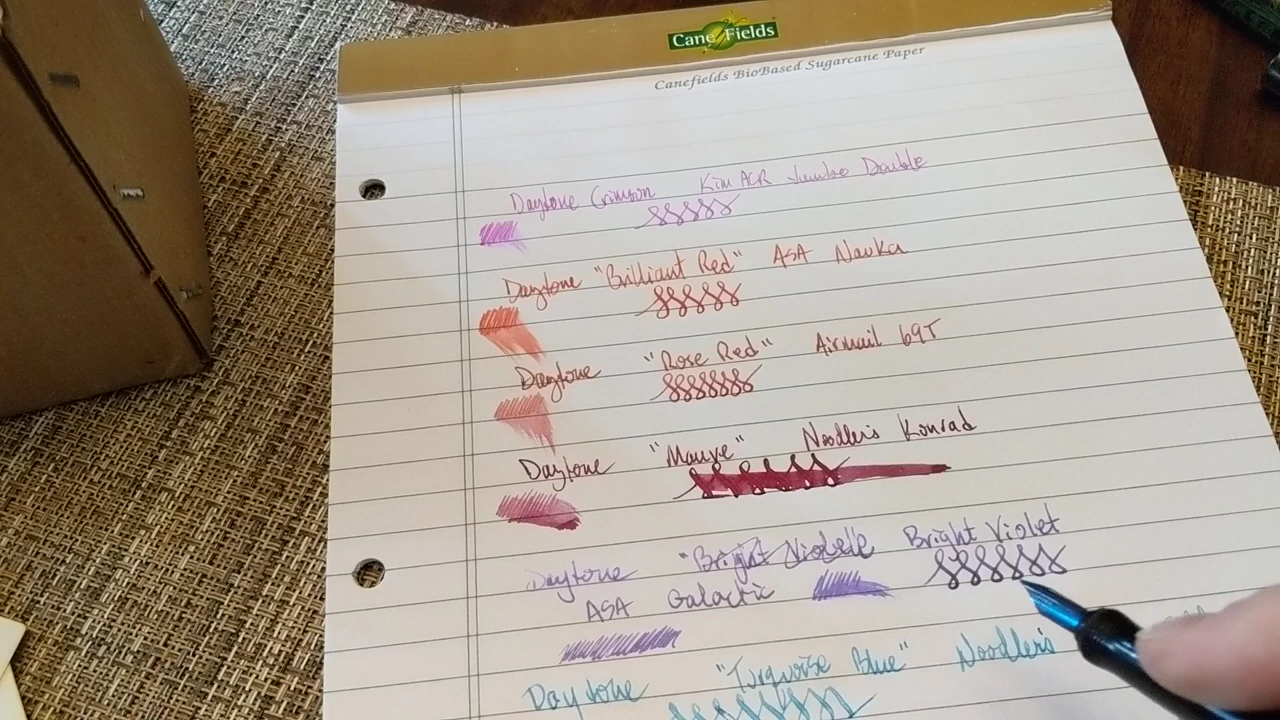 Cane Fields
Canefields BioBased Sugarcane Paper
Daytone Crimson Kim ACR Jumbo Double
Daytone "Brilliant Red" ASA Nauka
Daytone "Rose Red" Airmail 69T
Daytone "Mauve" Noodler's Konrad
Daytone "Bright Bright Violet
ASA Galactic
Daytone "Turquoise Blue" Noodler's